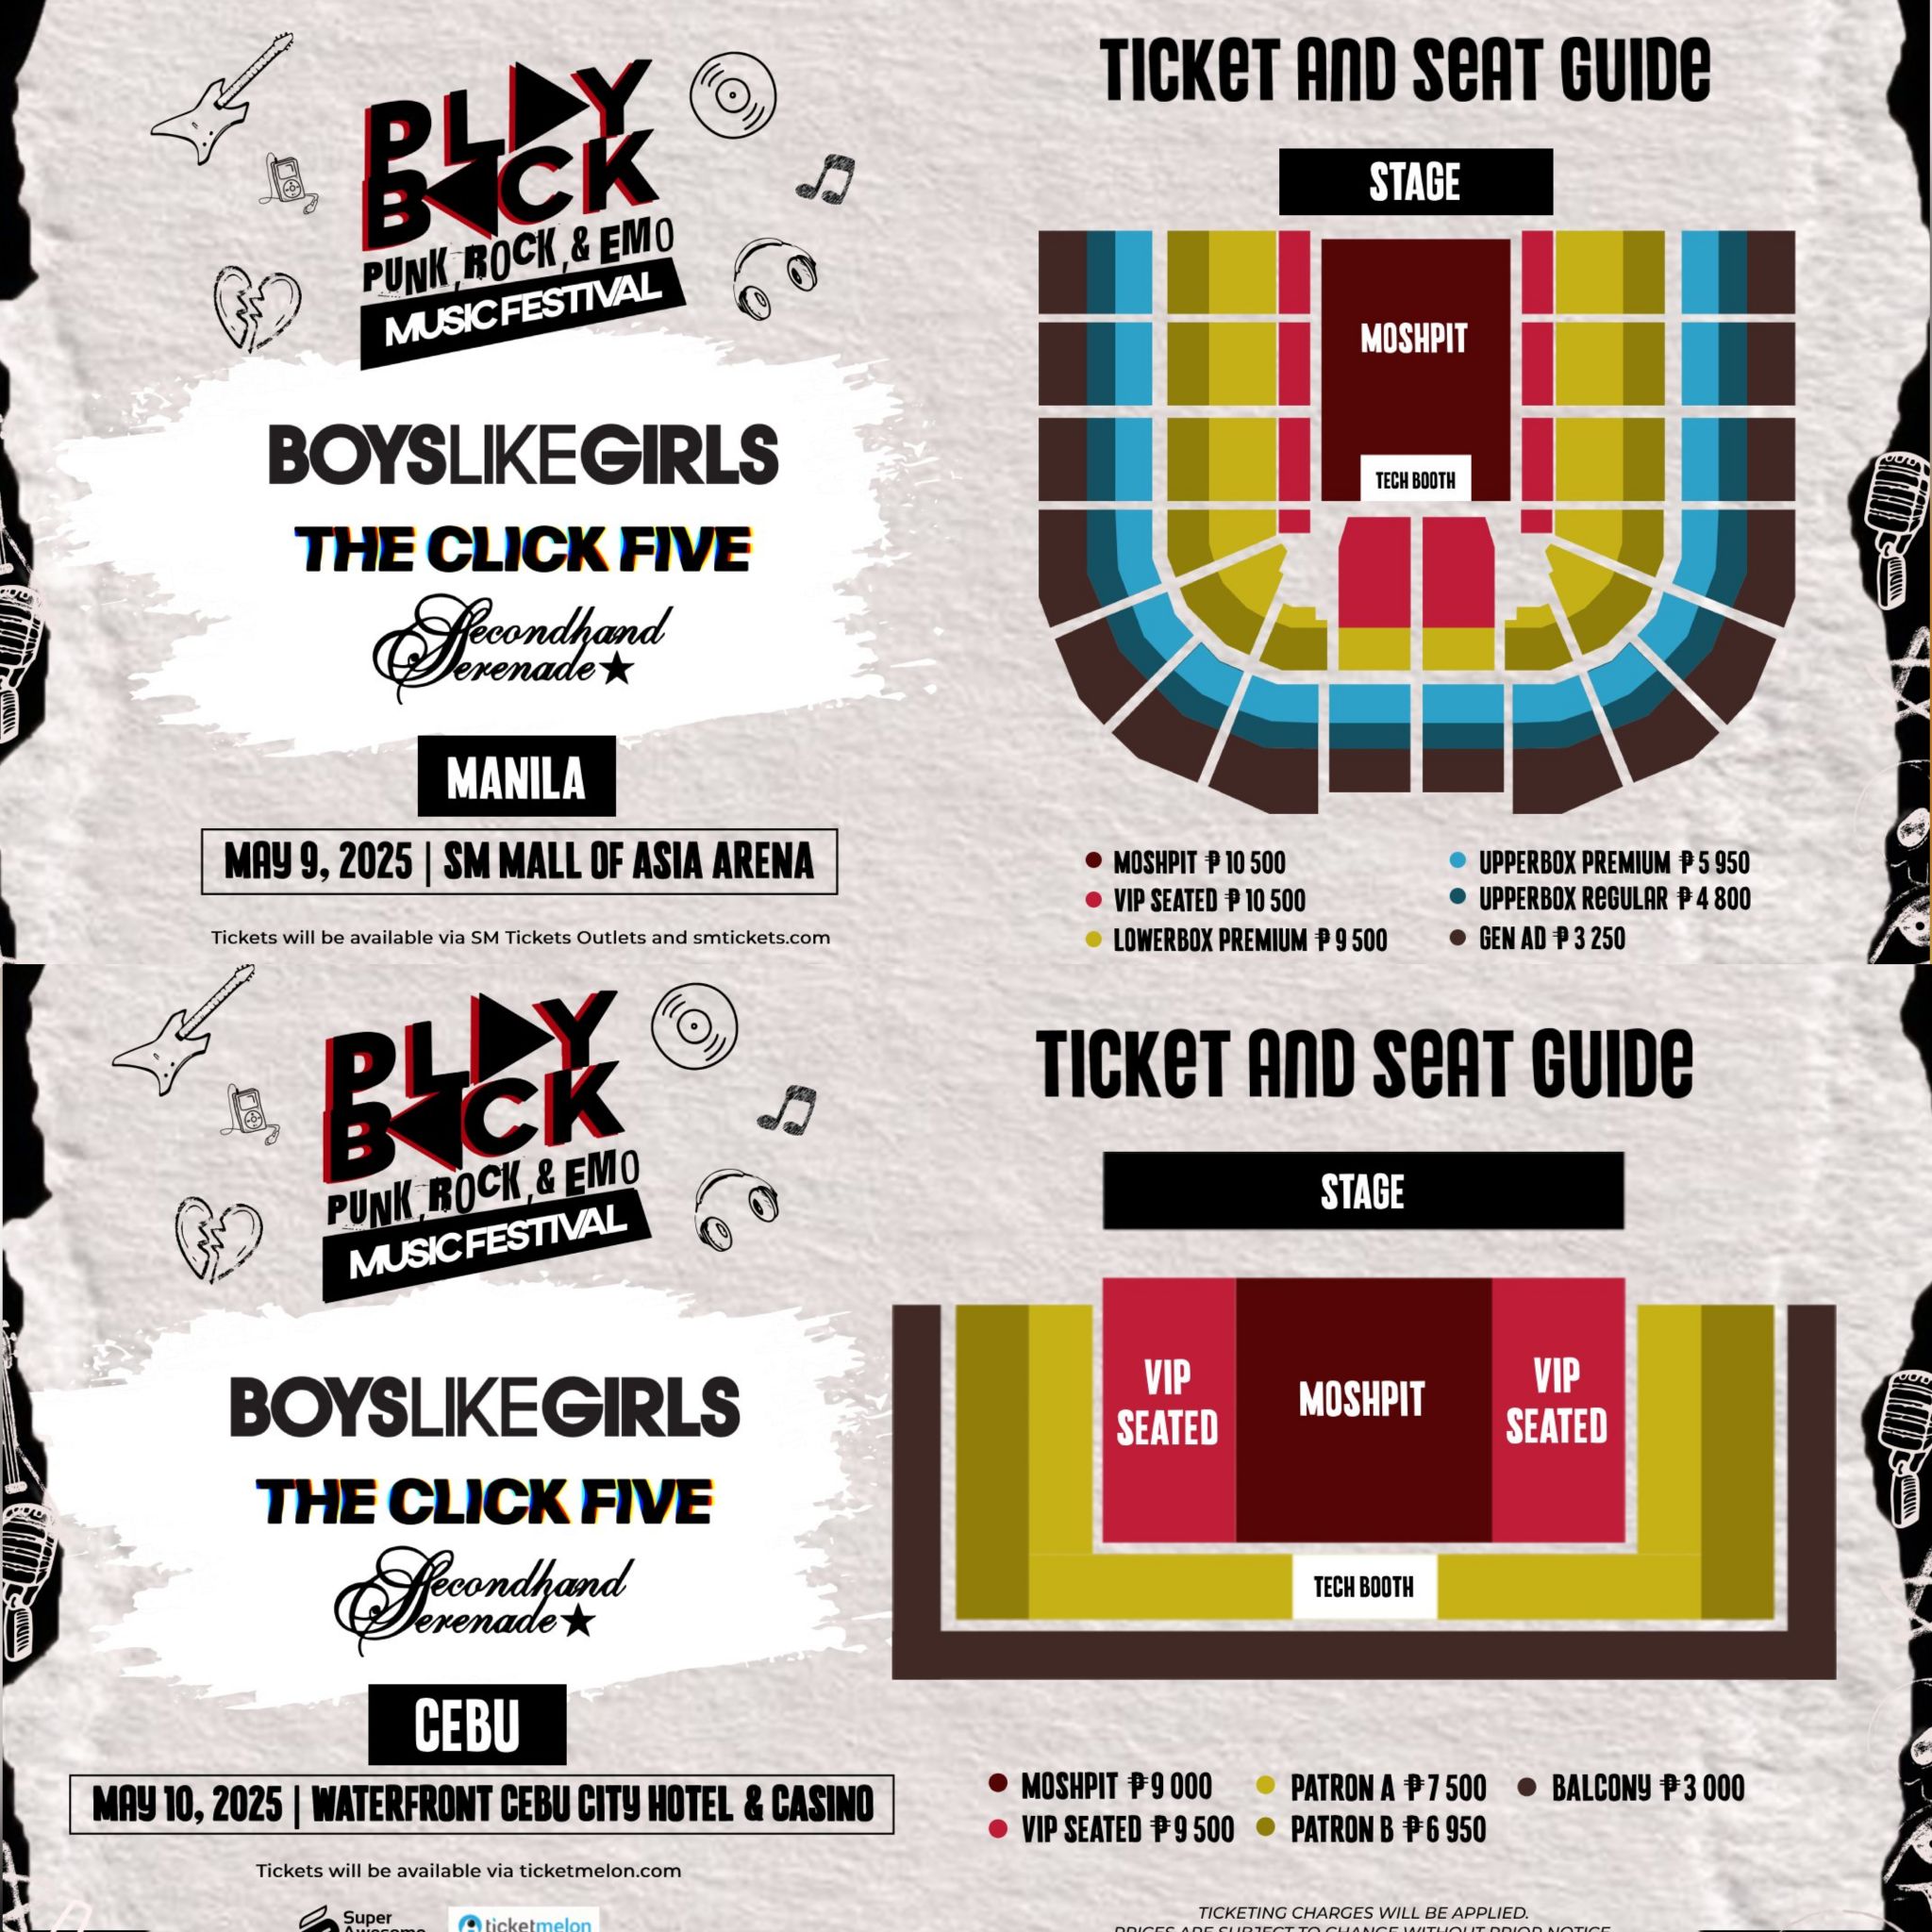 PLAY
BACK
PUNK, ROCK, & EMO
MUSIC FESTIVAL
BOYSLIKEGIRLS
THE CLICK FIVE
Secondhand
Serenade★
MANILA
MAY 9, 2025 | SM MALL OF ASIA ARENA
Tickets will be available via SM Tickets Outlets and smtickets.com
TICKET AND SEAT GUIDE
STAGE
MOSHPIT
TECH BOOTH
MOSHPIT ₱ 10 500
VIP SEATED ₱ 10 500
LOWERBOX PREMIUM ₱ 9 500
UPPERBOX PREMIUM ₱ 5 950
UPPERBOX REGULAR ₱ 4 800
GEN AD ₱ 3 250
PLAY
BACK
PUNK, ROCK, & EMO
MUSIC FESTIVAL
BOYSLIKEGIRLS
THE CLICK FIVE
Secondhand
Serenade★
CEBU
MAY 10, 2025 | WATERFRONT CEBU CITY HOTEL & CASINO
Tickets will be available via ticketmelon.com
Super
Awesome
ticketmelon
TICKET AND SEAT GUIDE
STAGE
VIP
SEATED
MOSHPIT
VIP
SEATED
TECH BOOTH
MOSHPIT ₱ 9 000
VIP SEATED ₱ 9 500
PATRON A ₱ 7 500
PATRON B ₱ 6 950
BALCONY ₱ 3 000
TICKETING CHARGES WILL BE APPLIED.
PRICES ARE SUBJECT TO CHANGE WITHOUT PRIOR NOTICE